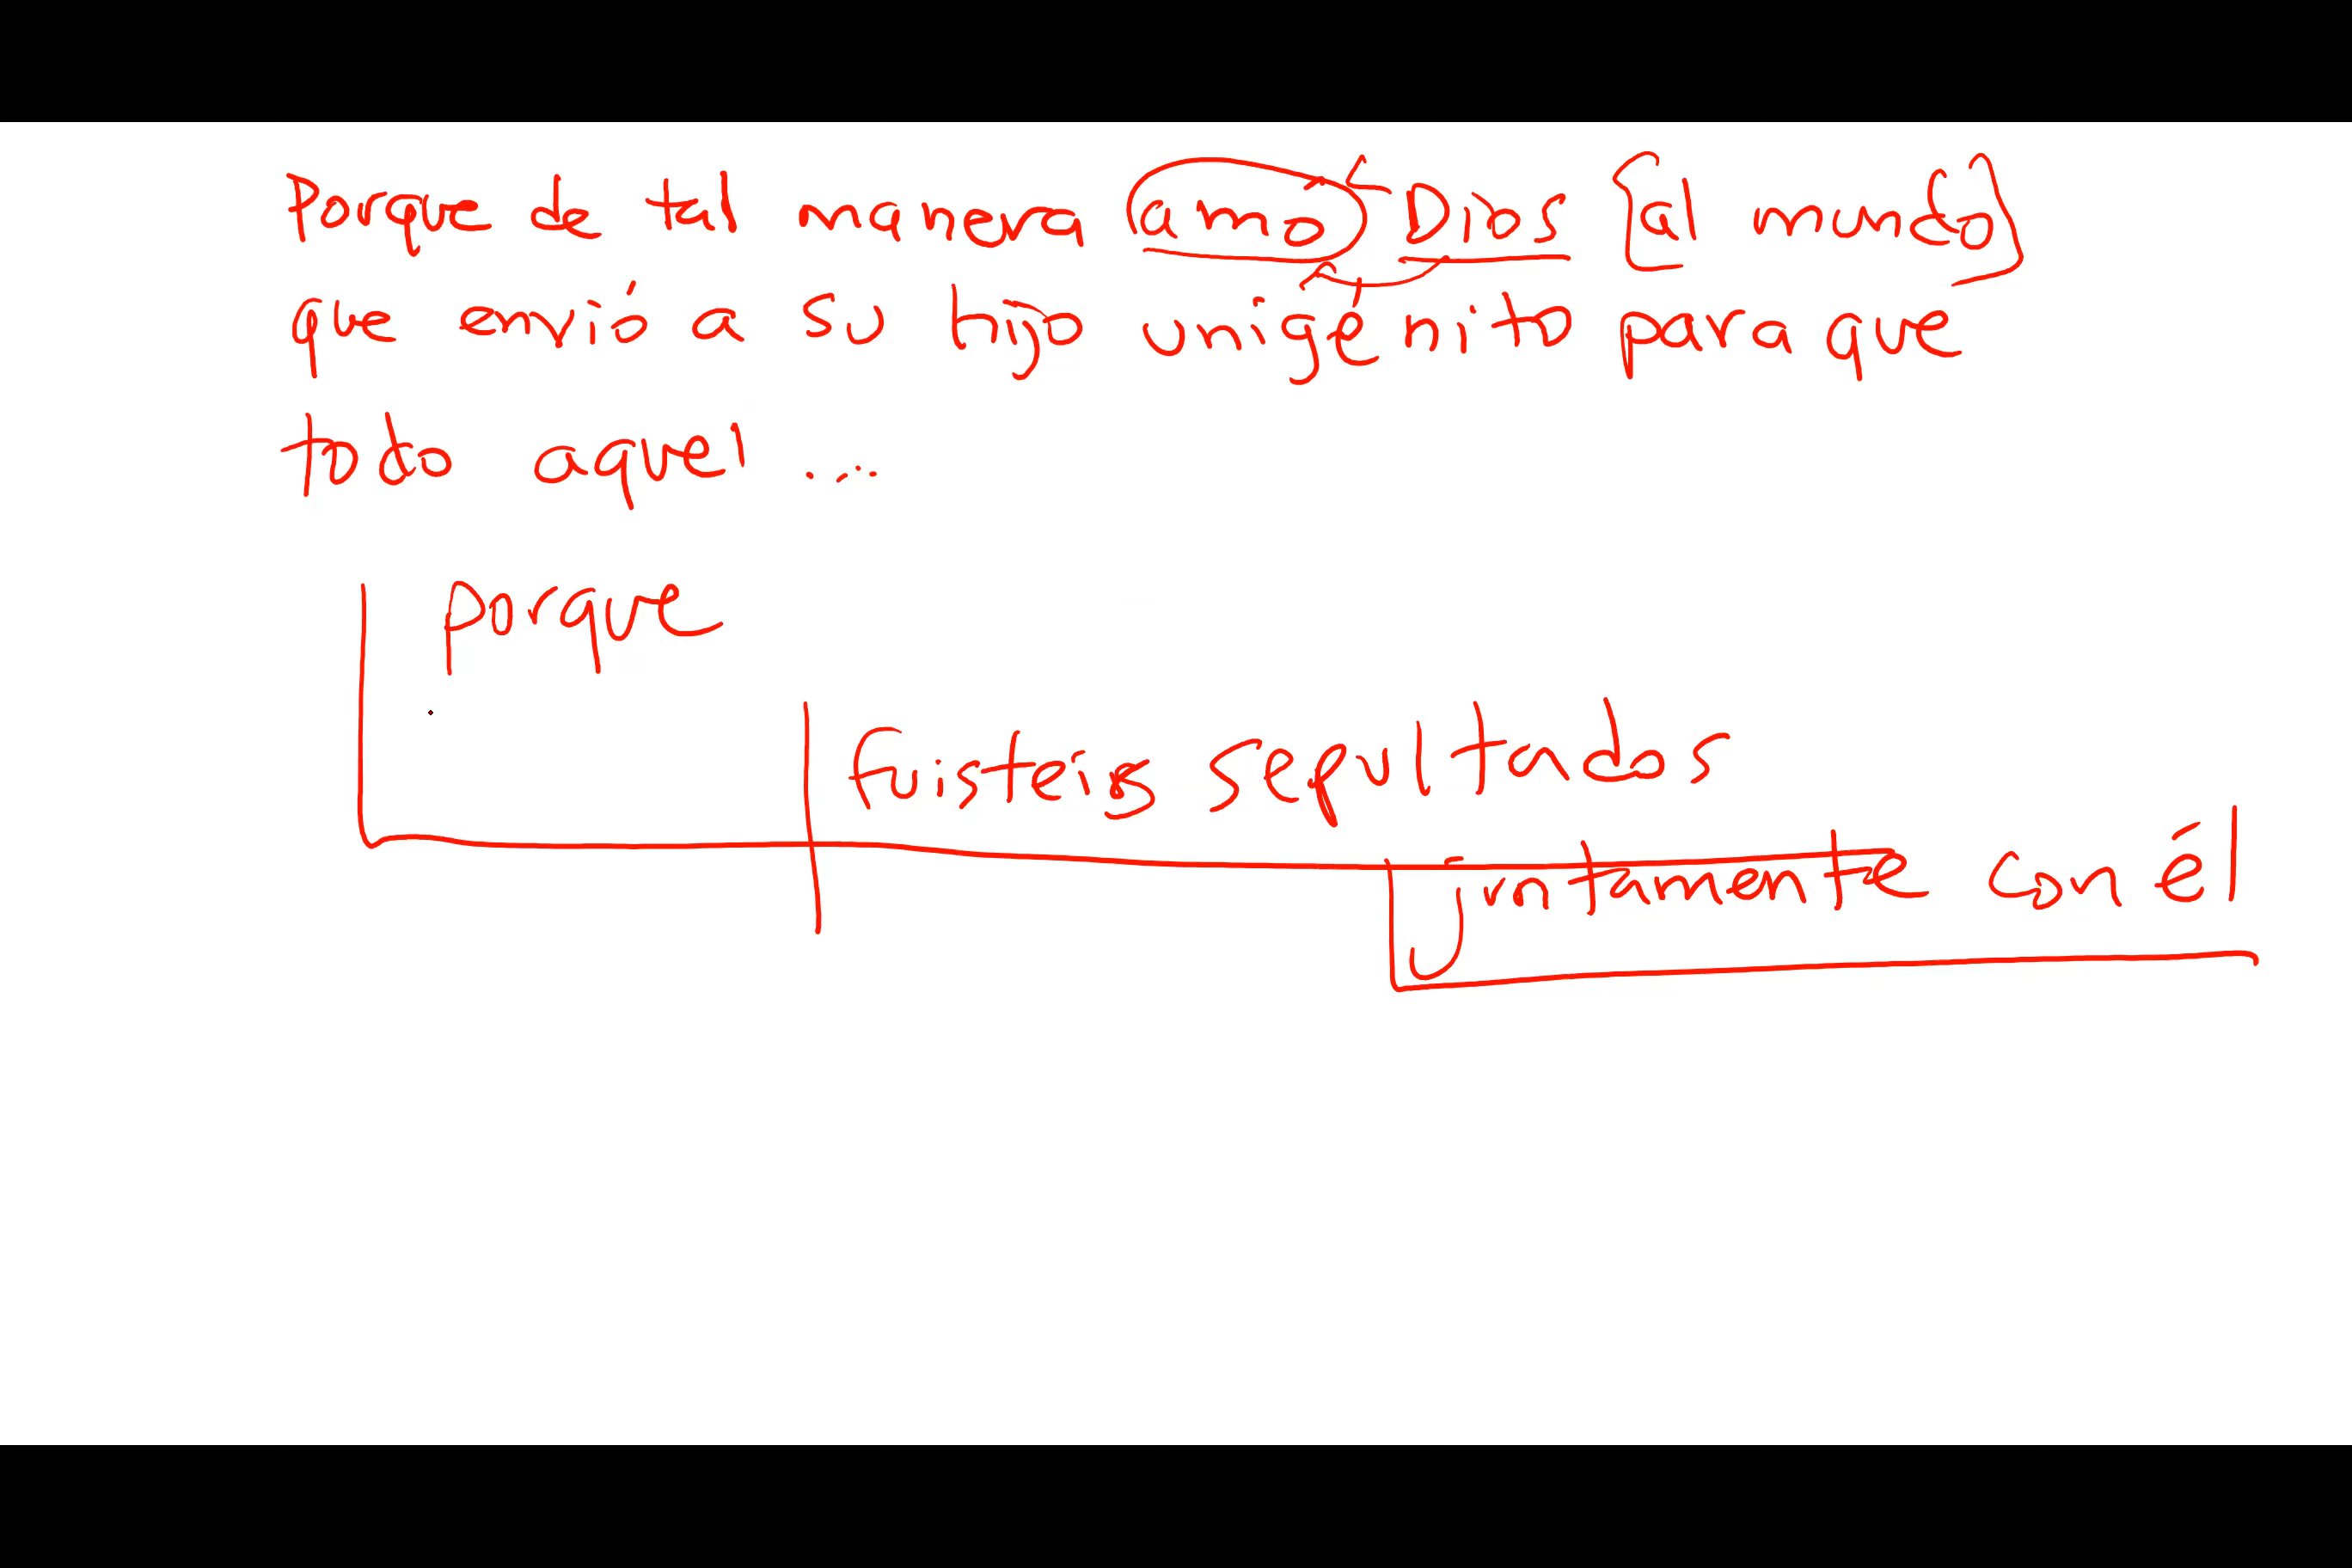 Porque de tal manera amó Dios [al mundo]
que envió a su hijo unigénito para que
todo aquel ...
porque
Fuisteis sepultados
juntamente con él